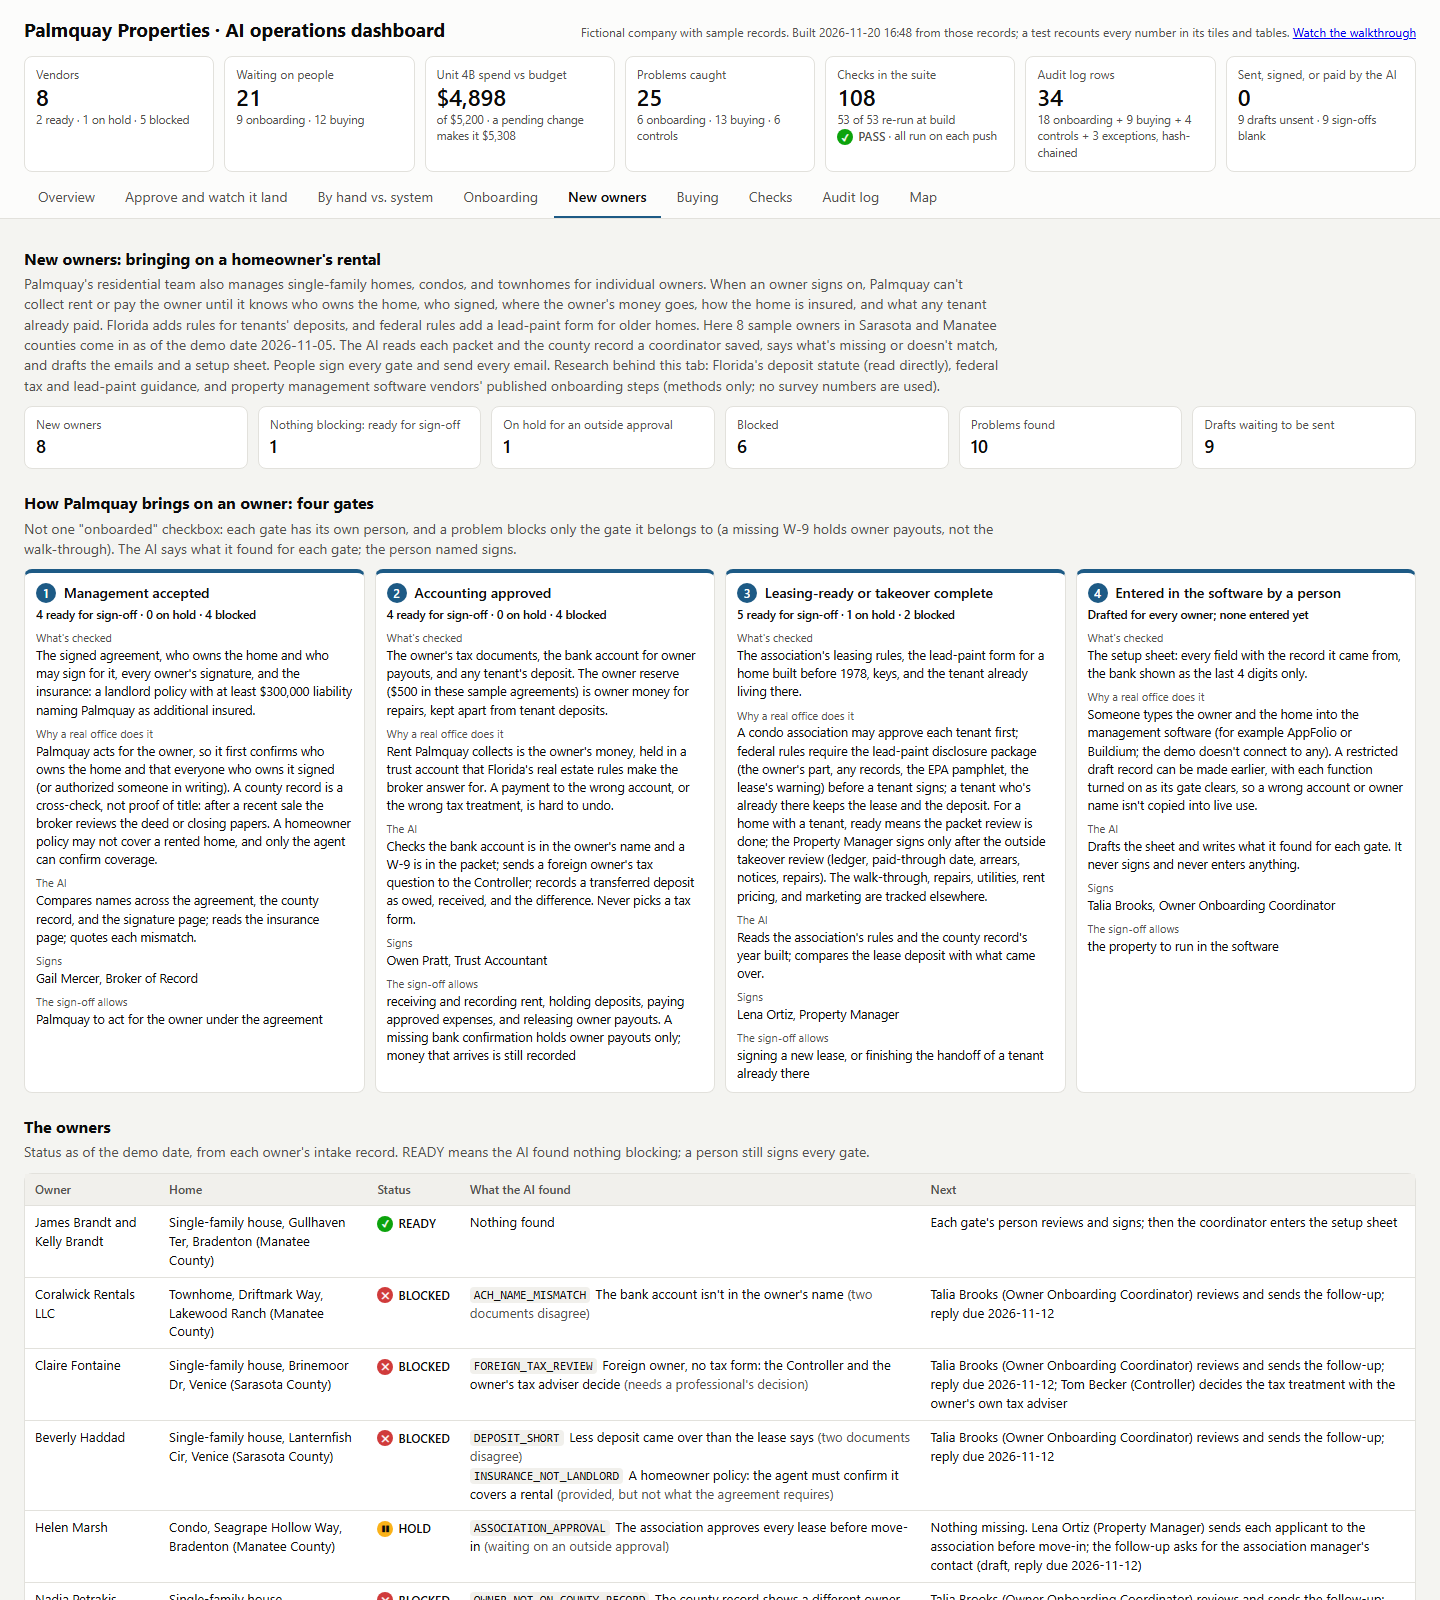 Palmquay Properties · AI operations dashboard
Fictional company with sample records. Built 2026-11-20 16:48 from those records; a test recounts every number in its tiles and tables. Watch the walkthrough
Vendors
8
2 ready · 1 on hold · 5 blocked
Waiting on people
21
9 onboarding · 12 buying
Unit 4B spend vs budget
$4,898
of $5,200 · a pending change
makes it $5,308
Problems caught
25
6 onboarding · 13 buying · 6
controls
Checks in the suite
108
53 of 53 re-run at build
PASS · all run on each push
Audit log rows
34
18 onboarding + 9 buying + 4
controls + 3 exceptions, hash-
chained
Sent, signed, or paid by the AI
0
9 drafts unsent · 9 sign-offs
blank
Overview
Approve and watch it land
By hand vs. system
Onboarding
New owners
Buying
Checks
Audit log
Map
New owners: bringing on a homeowner's rental
Palmquay's residential team also manages single-family homes, condos, and townhomes for individual owners. When an owner signs on, Palmquay can't
collect rent or pay the owner until it knows who owns the home, who signed, where the owner's money goes, how the home is insured, and what any tenant
already paid. Florida adds rules for tenants' deposits, and federal rules add a lead-paint form for older homes. Here 8 sample owners in Sarasota and Manatee
counties come in as of the demo date 2026-11-05. The AI reads each packet and the county record a coordinator saved, says what's missing or doesn't match,
and drafts the emails and a setup sheet. People sign every gate and send every email. Research behind this tab: Florida's deposit statute (read directly), federal
tax and lead-paint guidance, and property management software vendors' published onboarding steps (methods only; no survey numbers are used).
New owners
8
Nothing blocking: ready for sign-off
1
On hold for an outside approval
1
Blocked
6
Problems found
10
Drafts waiting to be sent
9
How Palmquay brings on an owner: four gates
Not one "onboarded" checkbox: each gate has its own person, and a problem blocks only the gate it belongs to (a missing W-9 holds owner payouts, not the
walk-through). The AI says what it found for each gate; the person named signs.
1 Management accepted
4 ready for sign-off · 0 on hold · 4 blocked
What's checked
The signed agreement, who owns the home and who
may sign for it, every owner's signature, and the
insurance: a landlord policy with at least $300,000 liability
naming Palmquay as additional insured.
Why a real office does it
Palmquay acts for the owner, so it first confirms who
owns the home and that everyone who owns it signed
(or authorized someone in writing). A county record is a
cross-check, not proof of title: after a recent sale the
broker reviews the deed or closing papers. A homeowner
policy may not cover a rented home, and only the agent
can confirm coverage.
The AI
Compares names across the agreement, the county
record, and the signature page; reads the insurance
page; quotes each mismatch.
Signs
Gail Mercer, Broker of Record
The sign-off allows
Palmquay to act for the owner under the agreement
2 Accounting approved
4 ready for sign-off · 0 on hold · 4 blocked
What's checked
The owner's tax documents, the bank account for owner
payouts, and any tenant's deposit. The owner reserve
($500 in these sample agreements) is owner money for
repairs, kept apart from tenant deposits.
Why a real office does it
Rent Palmquay collects is the owner's money, held in a
trust account that Florida's real estate rules make the
broker answer for. A payment to the wrong account, or
the wrong tax treatment, is hard to undo.
The AI
Checks the bank account is in the owner's name and a
W-9 is in the packet; sends a foreign owner's tax
question to the Controller; records a transferred deposit
as owed, received, and the difference. Never picks a tax
form.
Signs
Owen Pratt, Trust Accountant
The sign-off allows
receiving and recording rent, holding deposits, paying
approved expenses, and releasing owner payouts. A
missing bank confirmation holds owner payouts only;
money that arrives is still recorded
3 Leasing-ready or takeover complete
5 ready for sign-off · 1 on hold · 2 blocked
What's checked
The association's leasing rules, the lead-paint form for a
home built before 1978, keys, and the tenant already
living there.
Why a real office does it
A condo association may approve each tenant first;
federal rules require the lead-paint disclosure package
(the owner's part, any records, the EPA pamphlet, the
lease's warning) before a tenant signs; a tenant who's
already there keeps the lease and the deposit. For a
home with a tenant, ready means the packet review is
done; the Property Manager signs only after the outside
takeover review (ledger, paid-through date, arrears,
notices, repairs). The walk-through, repairs, utilities, rent
pricing, and marketing are tracked elsewhere.
The AI
Reads the association's rules and the county record's
year built; compares the lease deposit with what came
over.
Signs
Lena Ortiz, Property Manager
The sign-off allows
signing a new lease, or finishing the handoff of a tenant
already there
4 Entered in the software by a person
Drafted for every owner; none entered yet
What's checked
The setup sheet: every field with the record it came from,
the bank shown as the last 4 digits only.
Why a real office does it
Someone types the owner and the home into the
management software (for example AppFolio or
Buildium; the demo doesn't connect to any). A restricted
draft record can be made earlier, with each function
turned on as its gate clears, so a wrong account or owner
name isn't copied into live use.
The AI
Drafts the sheet and writes what it found for each gate. It
never signs and never enters anything.
Signs
Talia Brooks, Owner Onboarding Coordinator
The sign-off allows
the property to run in the software
The owners
Status as of the demo date, from each owner's intake record. READY means the AI found nothing blocking; a person still signs every gate.
Owner
Home
Status
What the AI found
Next
James Brandt and
Kelly Brandt
Single-family house, Gullhaven
Ter, Bradenton (Manatee
County)
READY
Nothing found
Each gate's person reviews and signs; then the coordinator enters the setup sheet
Coralwick Rentals
LLC
Townhome, Driftmark Way,
Lakewood Ranch (Manatee
County)
BLOCKED
ACH_NAME_MISMATCH The bank account isn't in the owner's name (two
documents disagree)
Talia Brooks (Owner Onboarding Coordinator) reviews and sends the follow-up;
reply due 2026-11-12
Claire Fontaine
Single-family house, Brinemoor
Dr, Venice (Sarasota County)
BLOCKED
FOREIGN_TAX_REVIEW Foreign owner, no tax form: the Controller and the
owner's tax adviser decide (needs a professional's decision)
Talia Brooks (Owner Onboarding Coordinator) reviews and sends the follow-up;
reply due 2026-11-12; Tom Becker (Controller) decides the tax treatment with the
owner's own tax adviser
Beverly Haddad
Single-family house, Lanternfish
Cir, Venice (Sarasota County)
BLOCKED
DEPOSIT_SHORT Less deposit came over than the lease says (two documents
disagree)
INSURANCE_NOT_LANDLORD A homeowner policy: the agent must confirm it
covers a rental (provided, but not what the agreement requires)
Talia Brooks (Owner Onboarding Coordinator) reviews and sends the follow-up;
reply due 2026-11-12
Helen Marsh
Condo, Seagrape Hollow Way,
Bradenton (Manatee County)
HOLD
ASSOCIATION_APPROVAL The association approves every lease before move-
in (waiting on an outside approval)
Nothing missing. Lena Ortiz (Property Manager) sends each applicant to the
association before move-in; the follow-up asks for the association manager's
contact (draft, reply due 2026-11-12)
Nadia Petrakis
Single-family house,
BLOCKED
OWNER_NOT_ON_COUNTY_RECORD The county record shows a different owner
Talia Brooks (Owner Onboarding Coordinator) reviews and sends the follow-up;